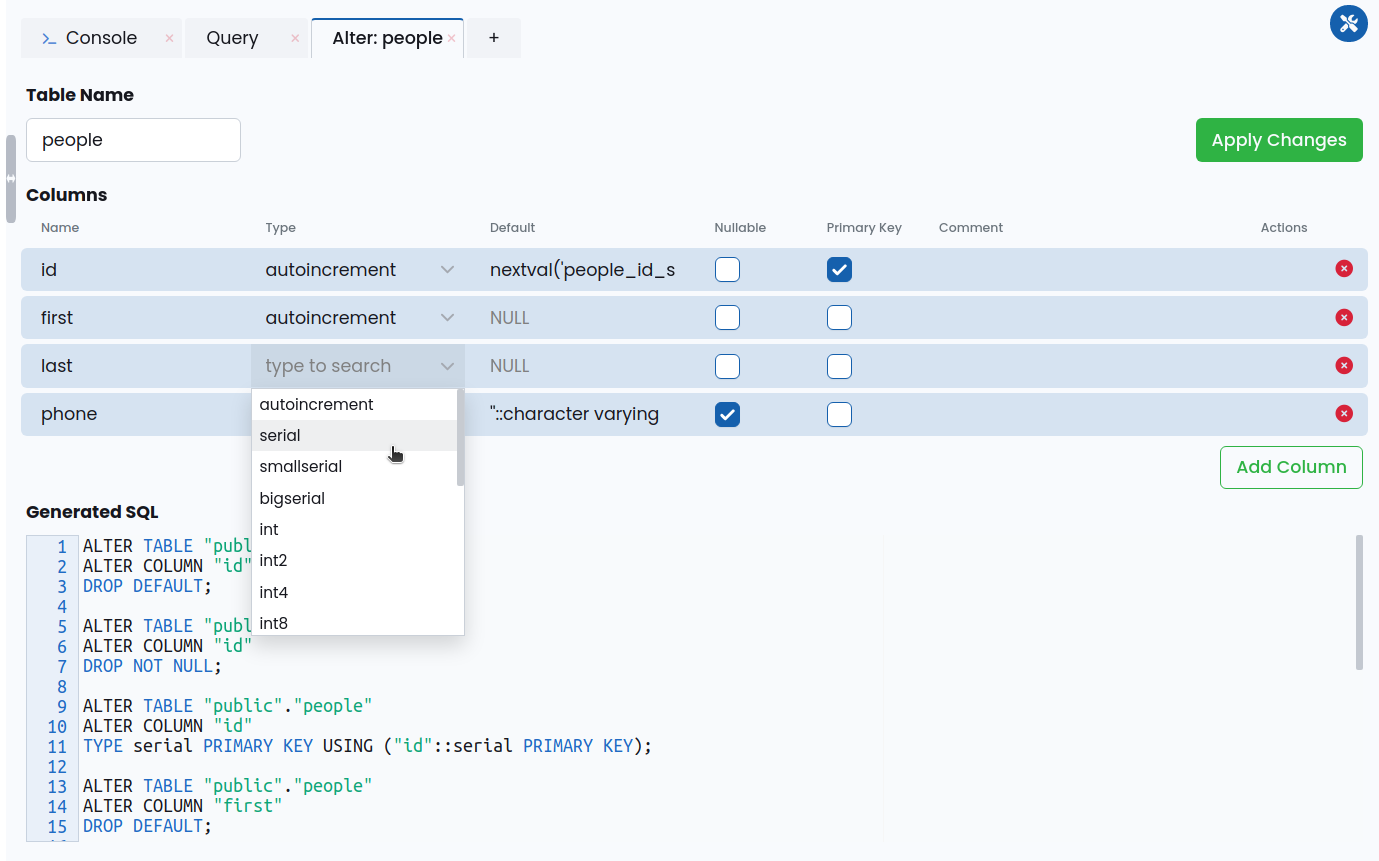 >_ Console × Query × Alter: people × +
Table Name
people
Apply Changes
Columns
Name Type Default Nullable Primary Key Comment Actions
id autoincrement nextval('people_id_s
first autoincrement NULL
last type to search NULL
phone ''::character varying
autoincrement
serial
smallserial
bigserial
int
int2
int4
int8
Add Column
Generated SQL
1 ALTER TABLE "publ
2 ALTER COLUMN "id"
3 DROP DEFAULT;
4
5 ALTER TABLE "publ
6 ALTER COLUMN "id"
7 DROP NOT NULL;
8
9 ALTER TABLE "public"."people"
10 ALTER COLUMN "id"
11 TYPE serial PRIMARY KEY USING ("id"::serial PRIMARY KEY);
12
13 ALTER TABLE "public"."people"
14 ALTER COLUMN "first"
15 DROP DEFAULT;